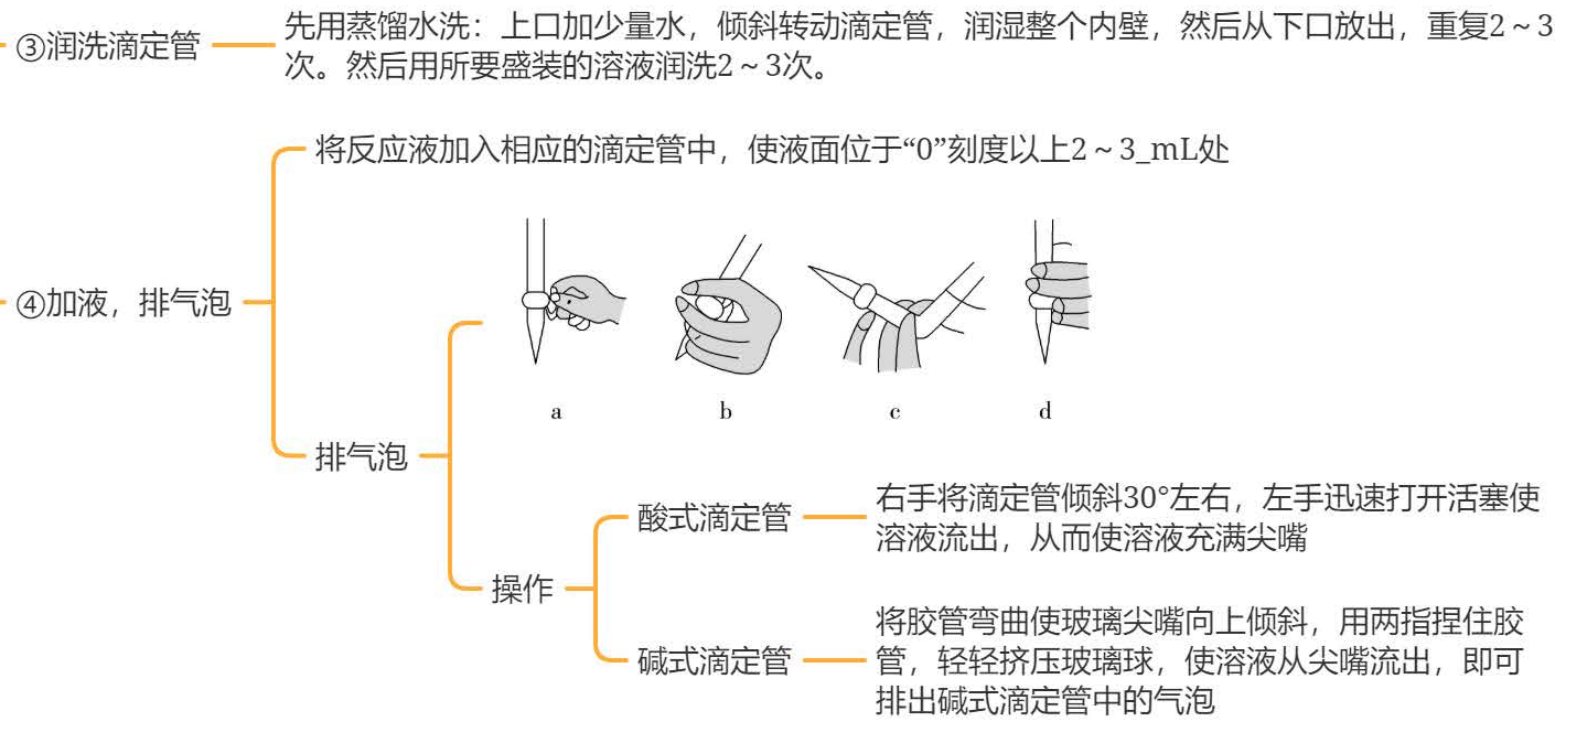 ③润洗滴定管
先用蒸馏水洗：上口加少量水，倾斜转动滴定管，润湿整个内壁，然后从下口放出，重复2～3
次。然后用所要盛装的溶液润洗2～3次。
④加液，排气泡
将反应液加入相应的滴定管中，使液面位于“0”刻度以上2～3_mL处
排气泡
a
b
c
d
操作
酸式滴定管
右手将滴定管倾斜30°左右，左手迅速打开活塞使
溶液流出，从而使溶液充满尖嘴
碱式滴定管
将胶管弯曲使玻璃尖嘴向上倾斜，用两指捏住胶
管，轻轻挤压玻璃球，使溶液从尖嘴流出，即可
排出碱式滴定管中的气泡